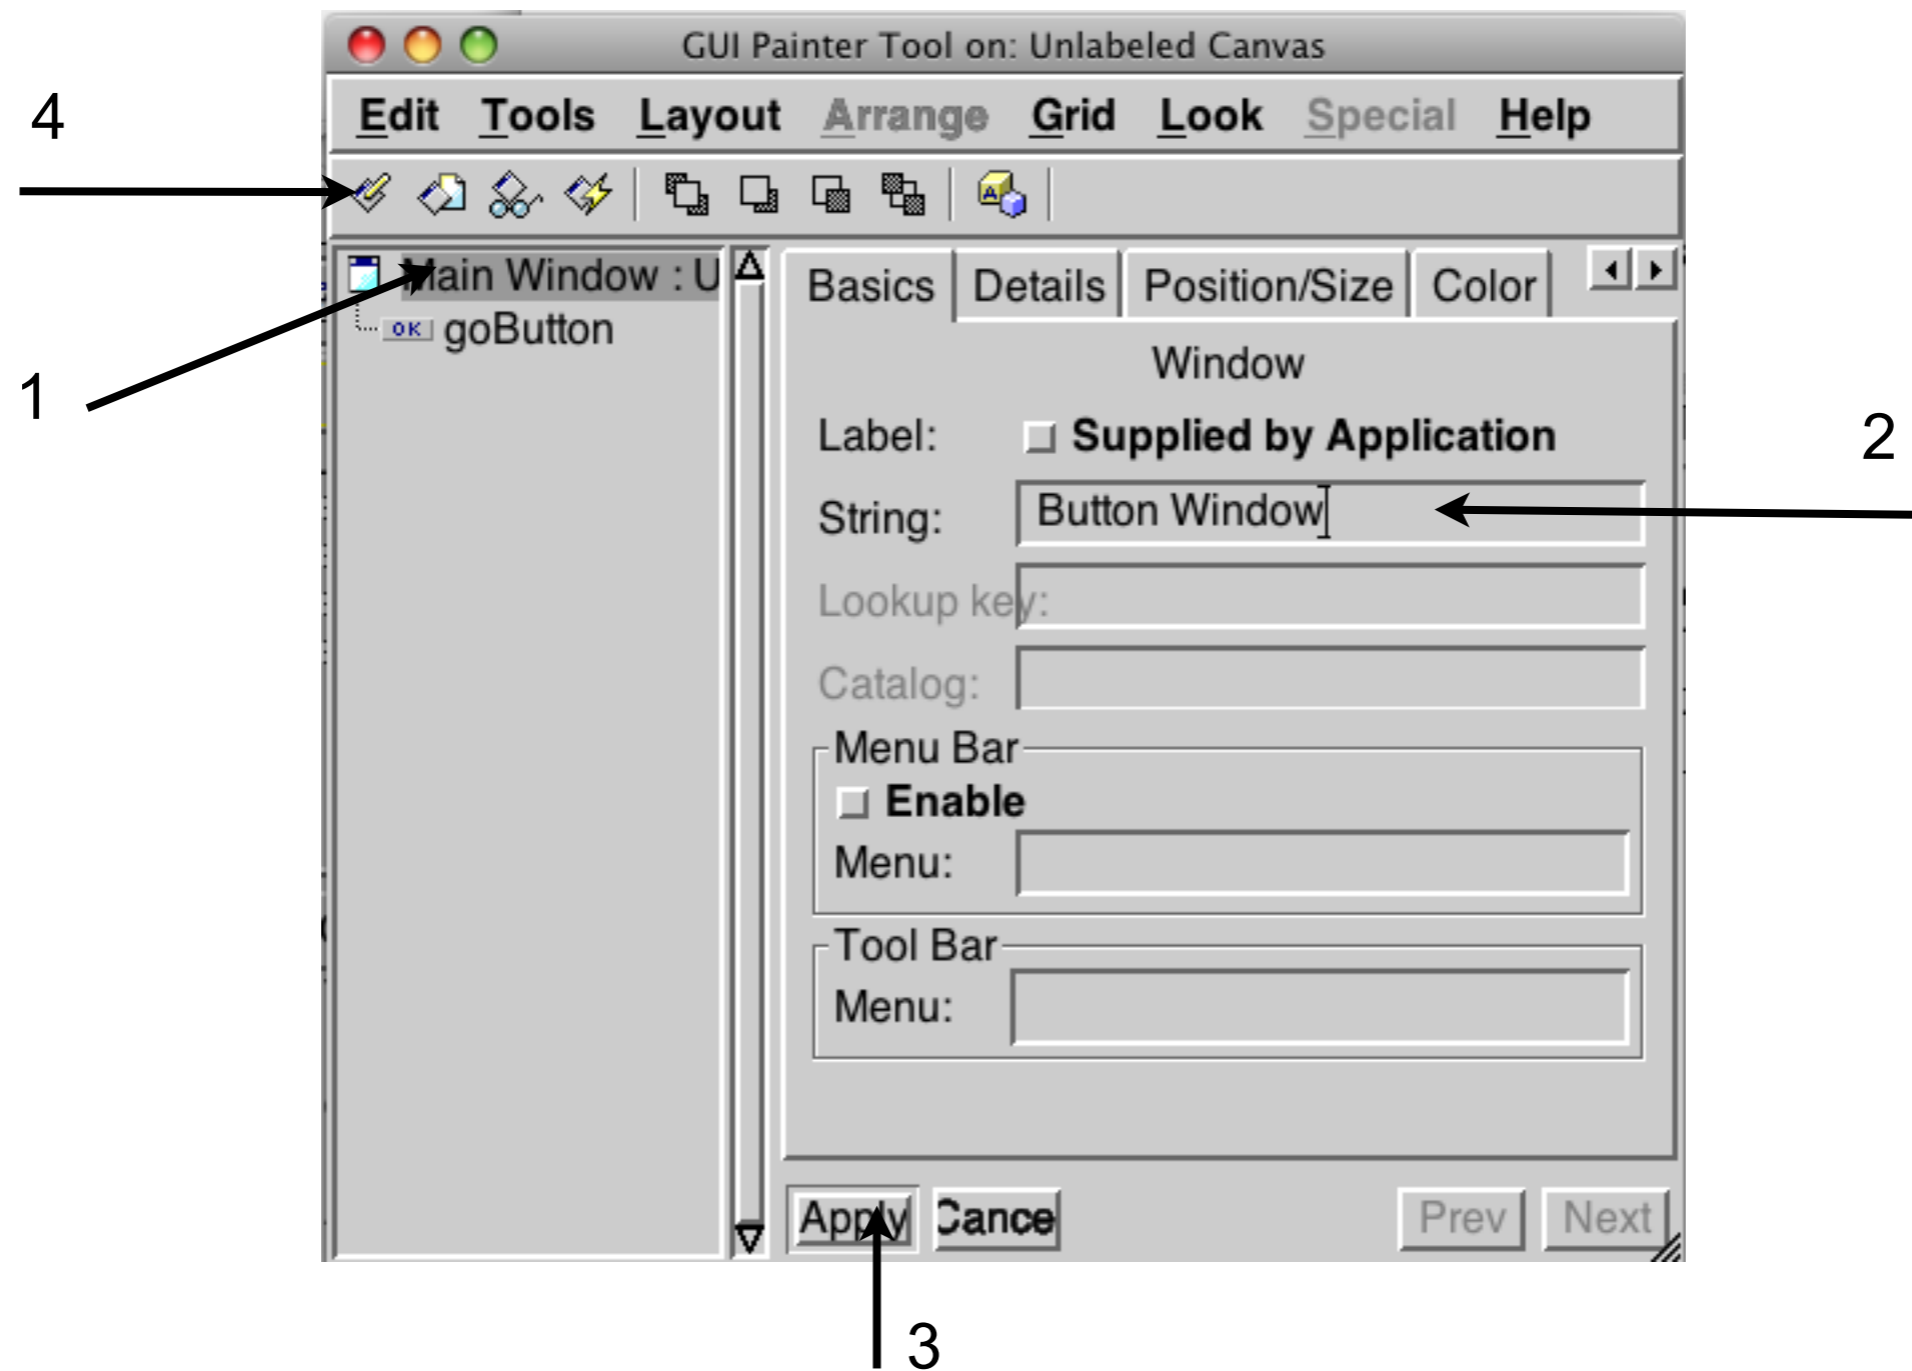 GUI Painter Tool on: Unlabeled Canvas
4
Edit Tools Layout Arrange Grid Look Special Help
Main Window : U
OK goButton
1
Basics Details Position/Size Color
Window
Label: Supplied by Application
2
String: Button Window
Lookup key:
Catalog:
Menu Bar
Enable
Menu:
Tool Bar
Menu:
Apply Cance Prev Next
3